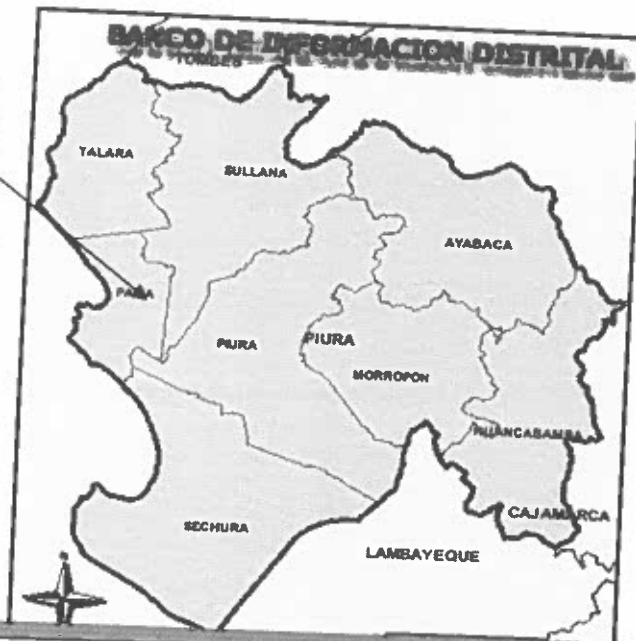 BANCO DE INFORMACION DISTRITAL
TUMBES
TALARA
SULLANA
AYABACA
PAITA
PIURA
PIURA
MORROPON
HUANCABAMBA
SECHURA
CAJAMARCA
LAMBAYEQUE
N